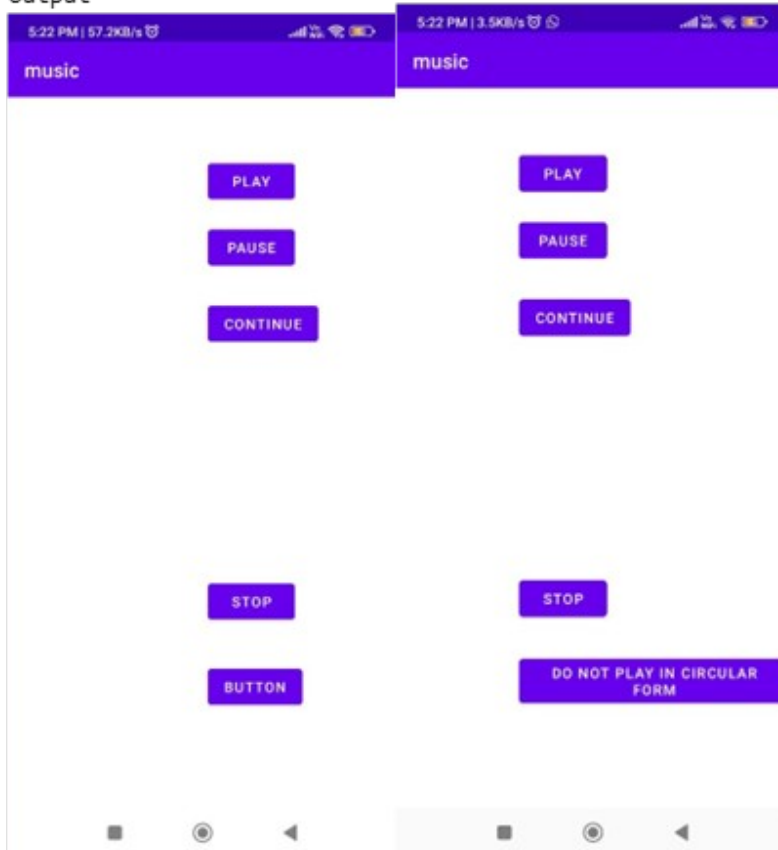 Output
5:22 PM | 57.2KB/s
music
PLAY
PAUSE
CONTINUE
STOP
BUTTON
5:22 PM | 3.5KB/s
music
PLAY
PAUSE
CONTINUE
STOP
DO NOT PLAY IN CIRCULAR
FORM